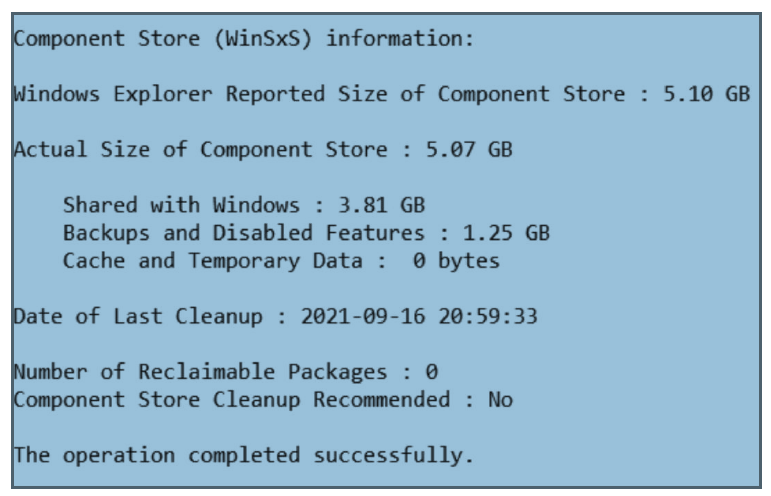 Component Store (WinSxS) information:
Windows Explorer Reported Size of Component Store : 5.10 GB
Actual Size of Component Store : 5.07 GB
Shared with Windows : 3.81 GB
Backups and Disabled Features : 1.25 GB
Cache and Temporary Data :  0 bytes
Date of Last Cleanup : 2021-09-16 20:59:33
Number of Reclaimable Packages : 0
Component Store Cleanup Recommended : No
The operation completed successfully.